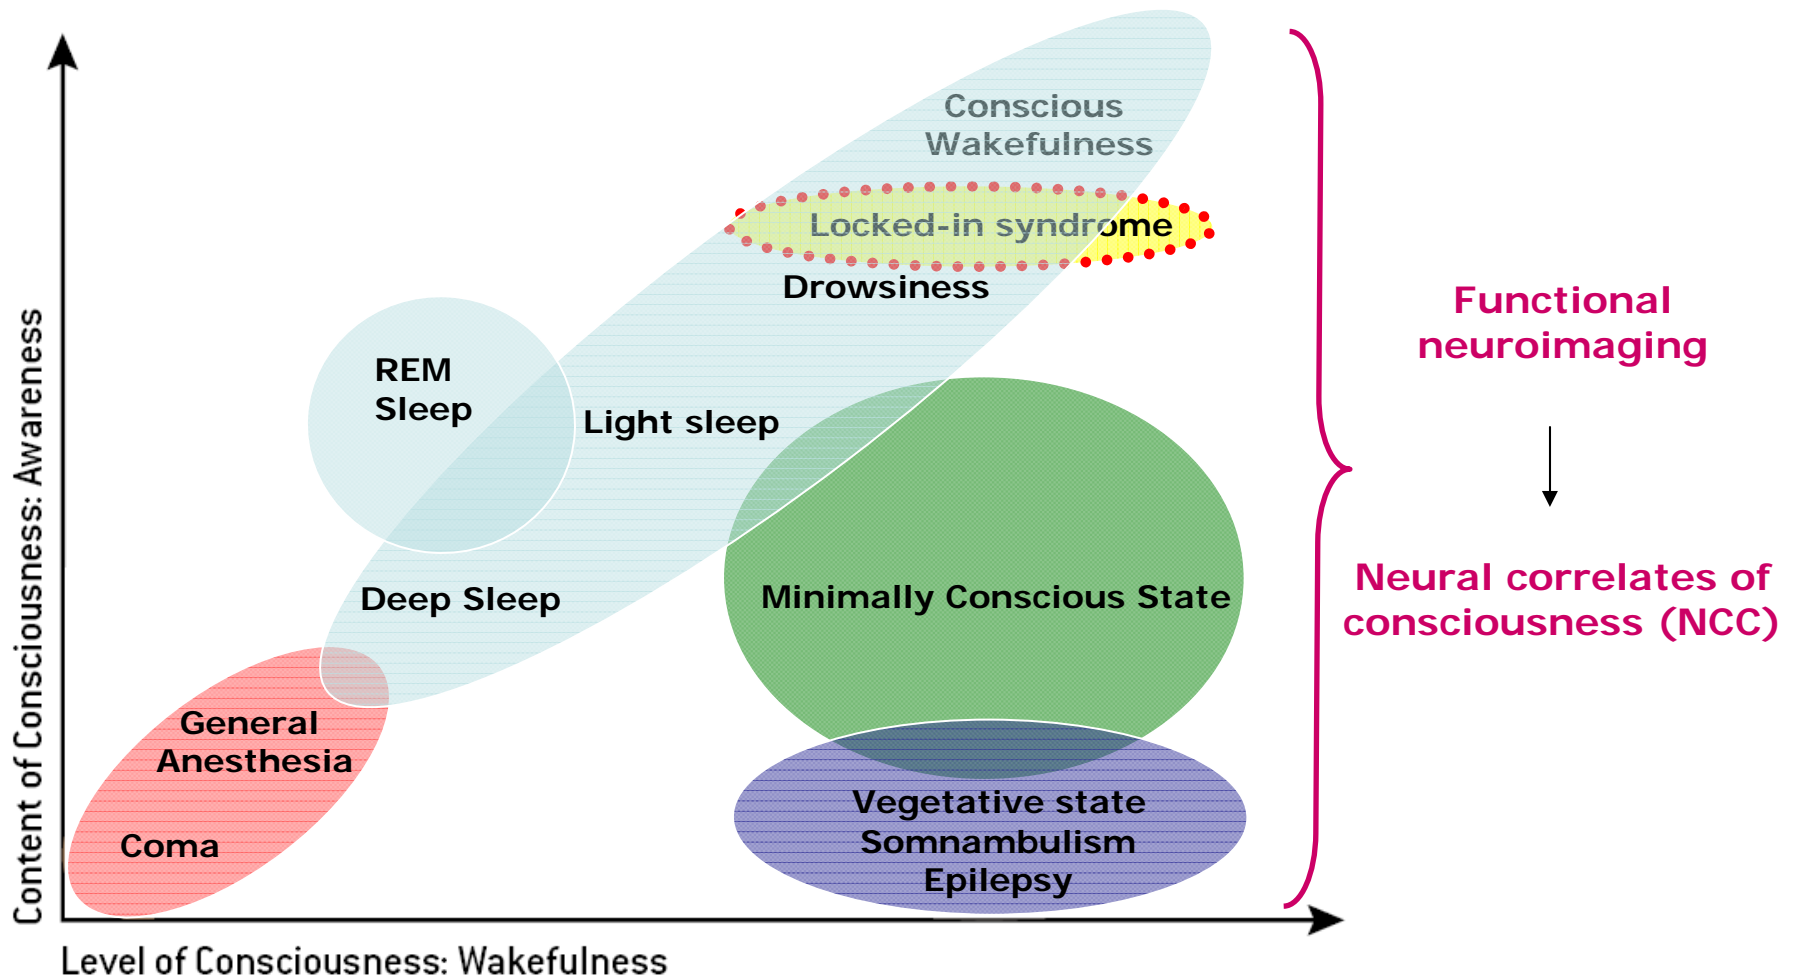 Conscious
Wakefulness
Locked-in syndrome
Drowsiness
REM
Sleep
Light sleep
Deep Sleep
Minimally Conscious State
General
Anesthesia
Coma
Vegetative state
Somnambulism
Epilepsy
Content of Consciousness: Awareness
Level of Consciousness: Wakefulness
Functional
neuroimaging
Neural correlates of
consciousness (NCC)